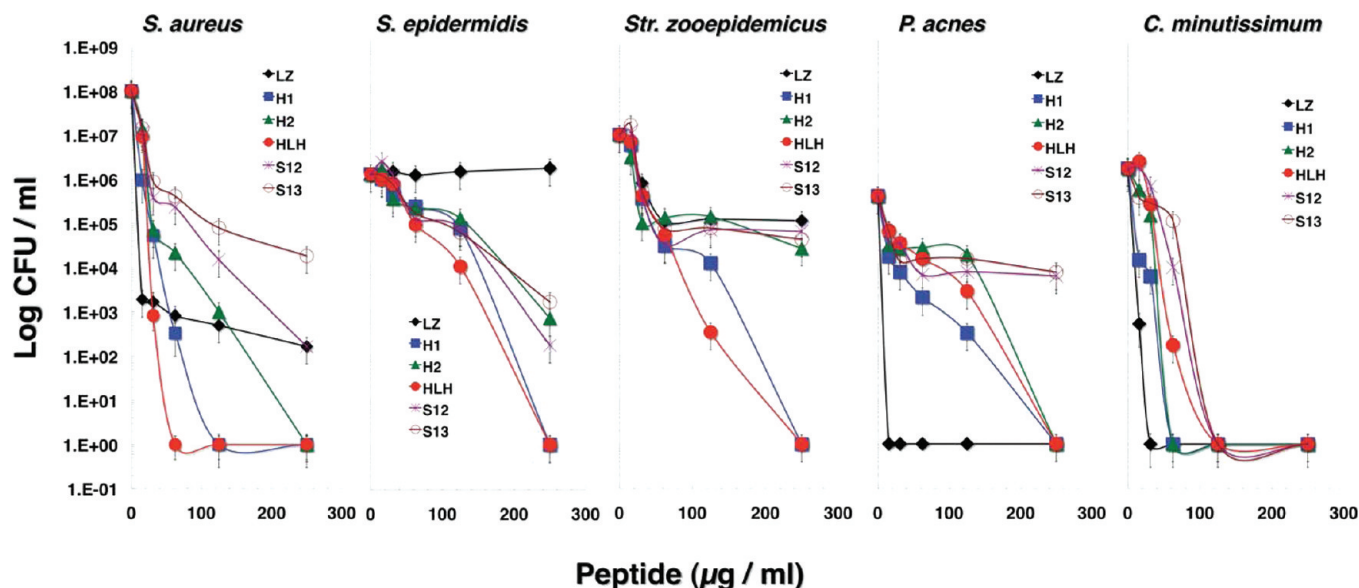 S. aureus
S. epidermidis
Str. zooepidemicus
P. acnes
C. minutissimum
Log CFU / ml
1.E+09
1.E+08
1.E+07
1.E+06
1.E+05
1.E+04
1.E+03
1.E+02
1.E+01
1.E+00
1.E-01
LZ
H1
H2
HLH
S12
S13
0 100 200 300
LZ
H1
H2
HLH
S12
S13
0 100 200 300
LZ
H1
H2
HLH
S12
S13
0 100 200 300
LZ
H1
H2
HLH
S12
S13
0 100 200 300
LZ
H1
H2
HLH
S12
S13
0 100 200 300
Peptide (µg / ml)